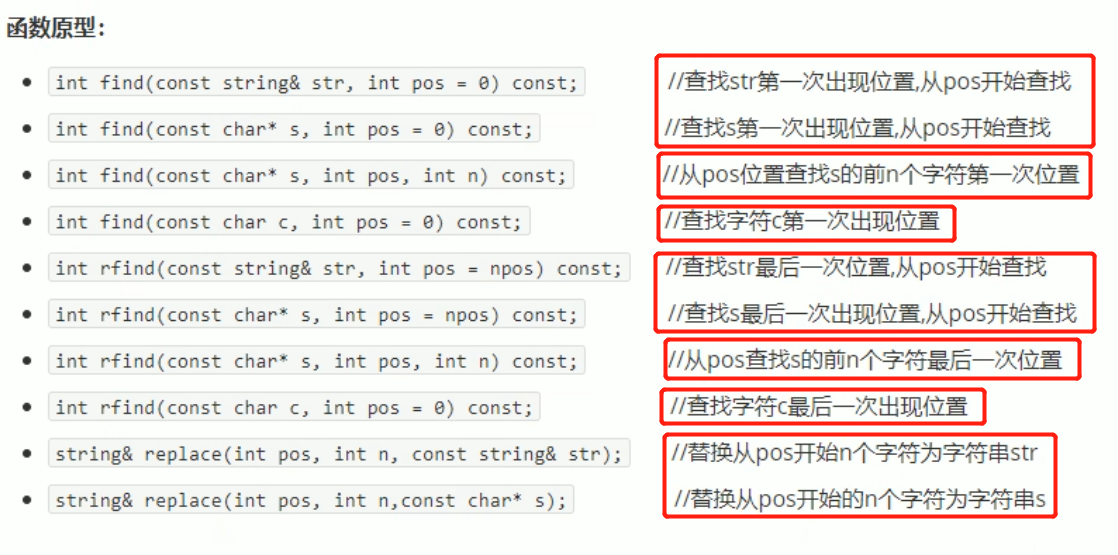 函数原型：
int find(const string& str, int pos = 0) const; //查找str第一次出现位置,从pos开始查找
int find(const char* s, int pos = 0) const; //查找s第一次出现位置,从pos开始查找
int find(const char* s, int pos, int n) const; //从pos位置查找s的前n个字符第一次位置
int find(const char c, int pos = 0) const; //查找字符c第一次出现位置
int rfind(const string& str, int pos = npos) const; //查找str最后一次位置,从pos开始查找
int rfind(const char* s, int pos = npos) const; //查找s最后一次出现位置,从pos开始查找
int rfind(const char* s, int pos, int n) const; //从pos查找s的前n个字符最后一次位置
int rfind(const char c, int pos = 0) const; //查找字符c最后一次出现位置
string& replace(int pos, int n, const string& str); //替换从pos开始n个字符为字符串str
string& replace(int pos, int n,const char* s); //替换从pos开始的n个字符为字符串s